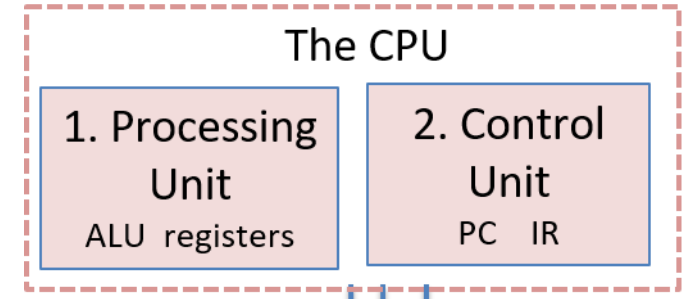 The CPU
1. Processing
Unit
ALU registers
2. Control
Unit
PC IR